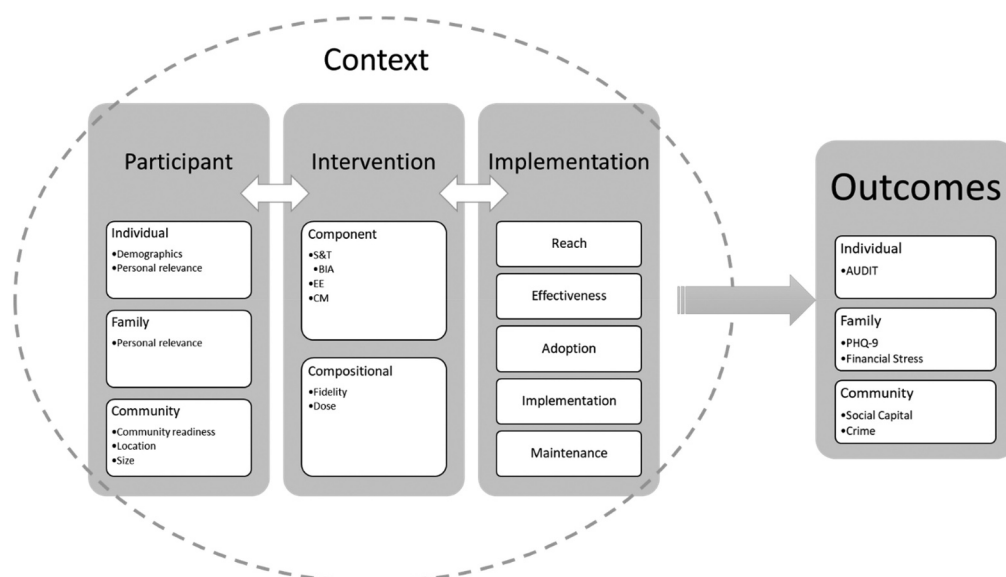 Context
Participant
Individual
•Demographics
•Personal relevance
Family
•Personal relevance
Community
•Community readiness
•Location
•Size
Intervention
Component
•S&T
•BIA
•EE
•CM
Compositional
•Fidelity
•Dose
Implementation
Reach
Effectiveness
Adoption
Implementation
Maintenance
Outcomes
Individual
•AUDIT
Family
•PHQ-9
•Financial Stress
Community
•Social Capital
•Crime